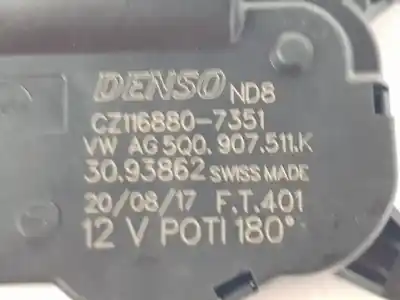 DENSO ND8
CZ116880-7351
VW AG 5Q0.907.511.K
30.93862 SWISS MADE
20/08/17 F.T.401
12 V POTI 180°